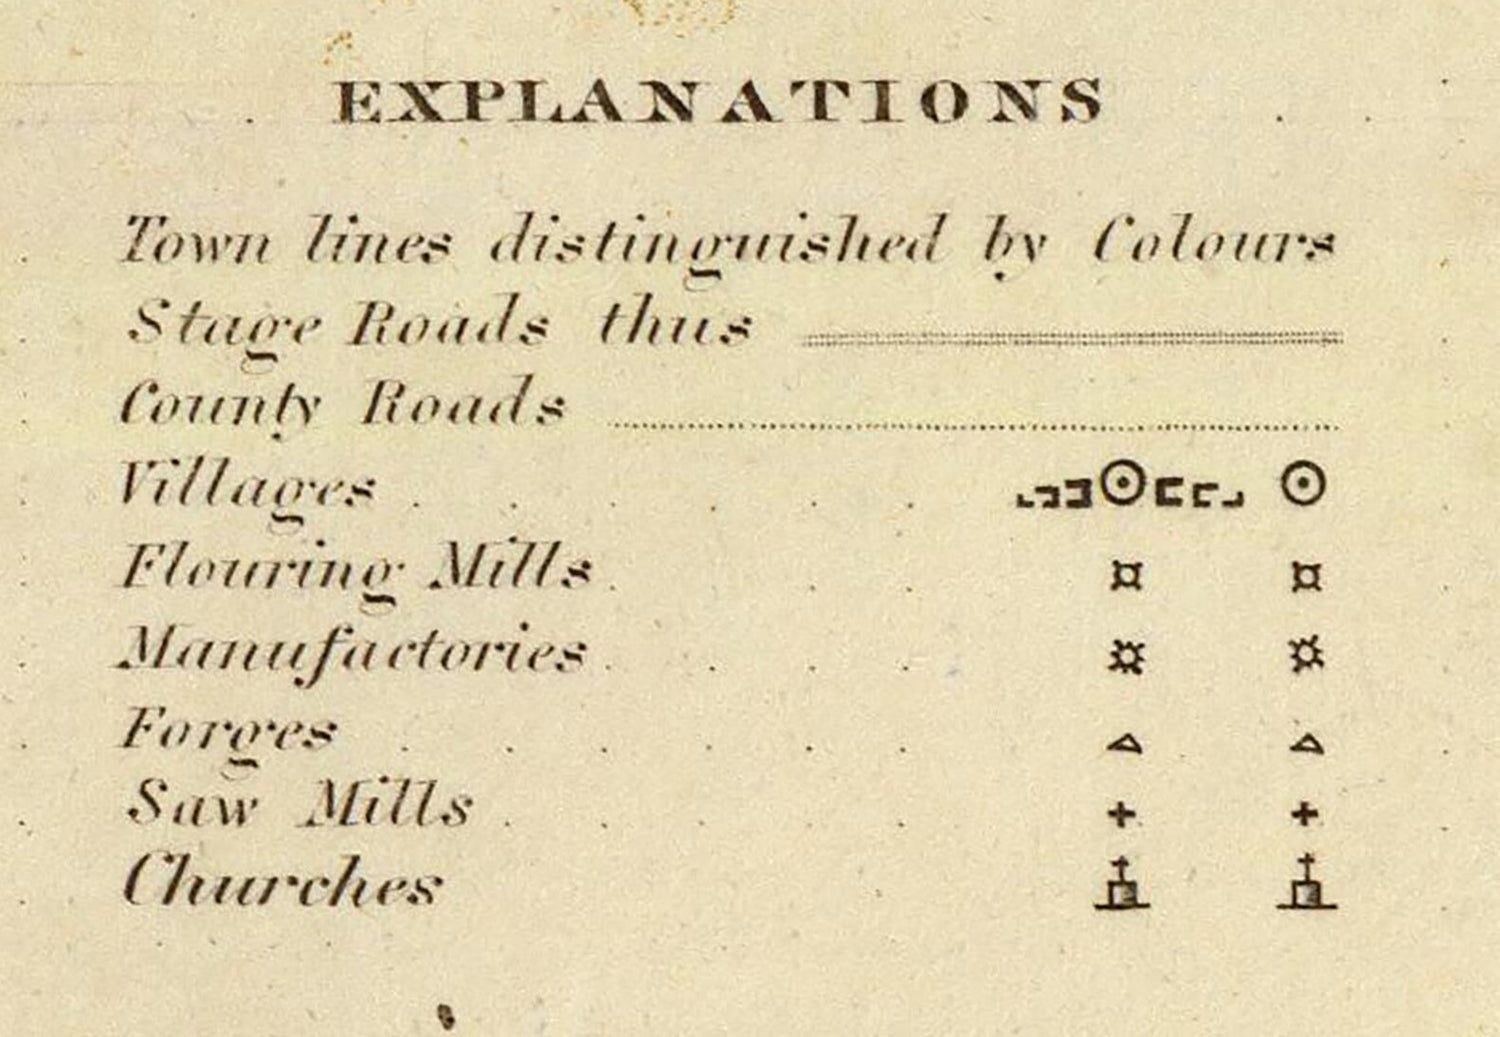 EXPLANATIONS
Town lines distinguished by Colours
Stage Roads thus
County Roads
Villages
Flouring Mills
Manufactories
Forges
Saw Mills
Churches